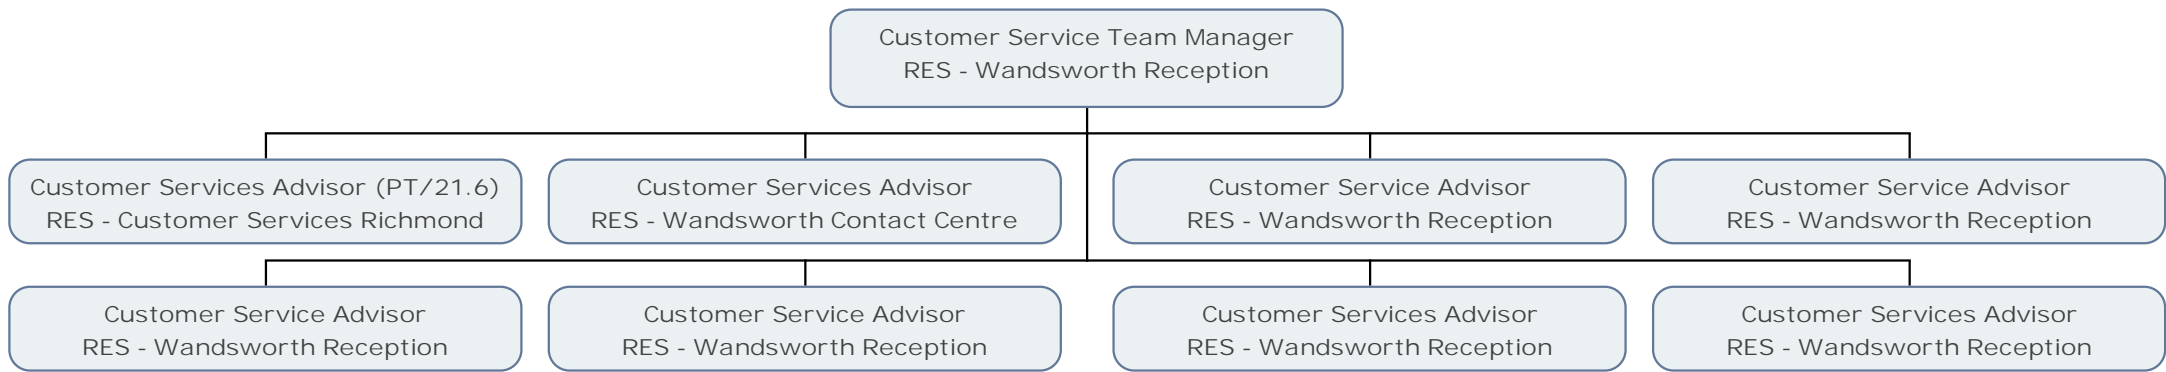 Customer Service Team Manager
RES - Wandsworth Reception
Customer Services Advisor (PT/21.6)
RES - Customer Services Richmond
Customer Services Advisor
RES - Wandsworth Contact Centre
Customer Service Advisor
RES - Wandsworth Reception
Customer Service Advisor
RES - Wandsworth Reception
Customer Service Advisor
RES - Wandsworth Reception
Customer Service Advisor
RES - Wandsworth Reception
Customer Services Advisor
RES - Wandsworth Reception
Customer Services Advisor
RES - Wandsworth Reception